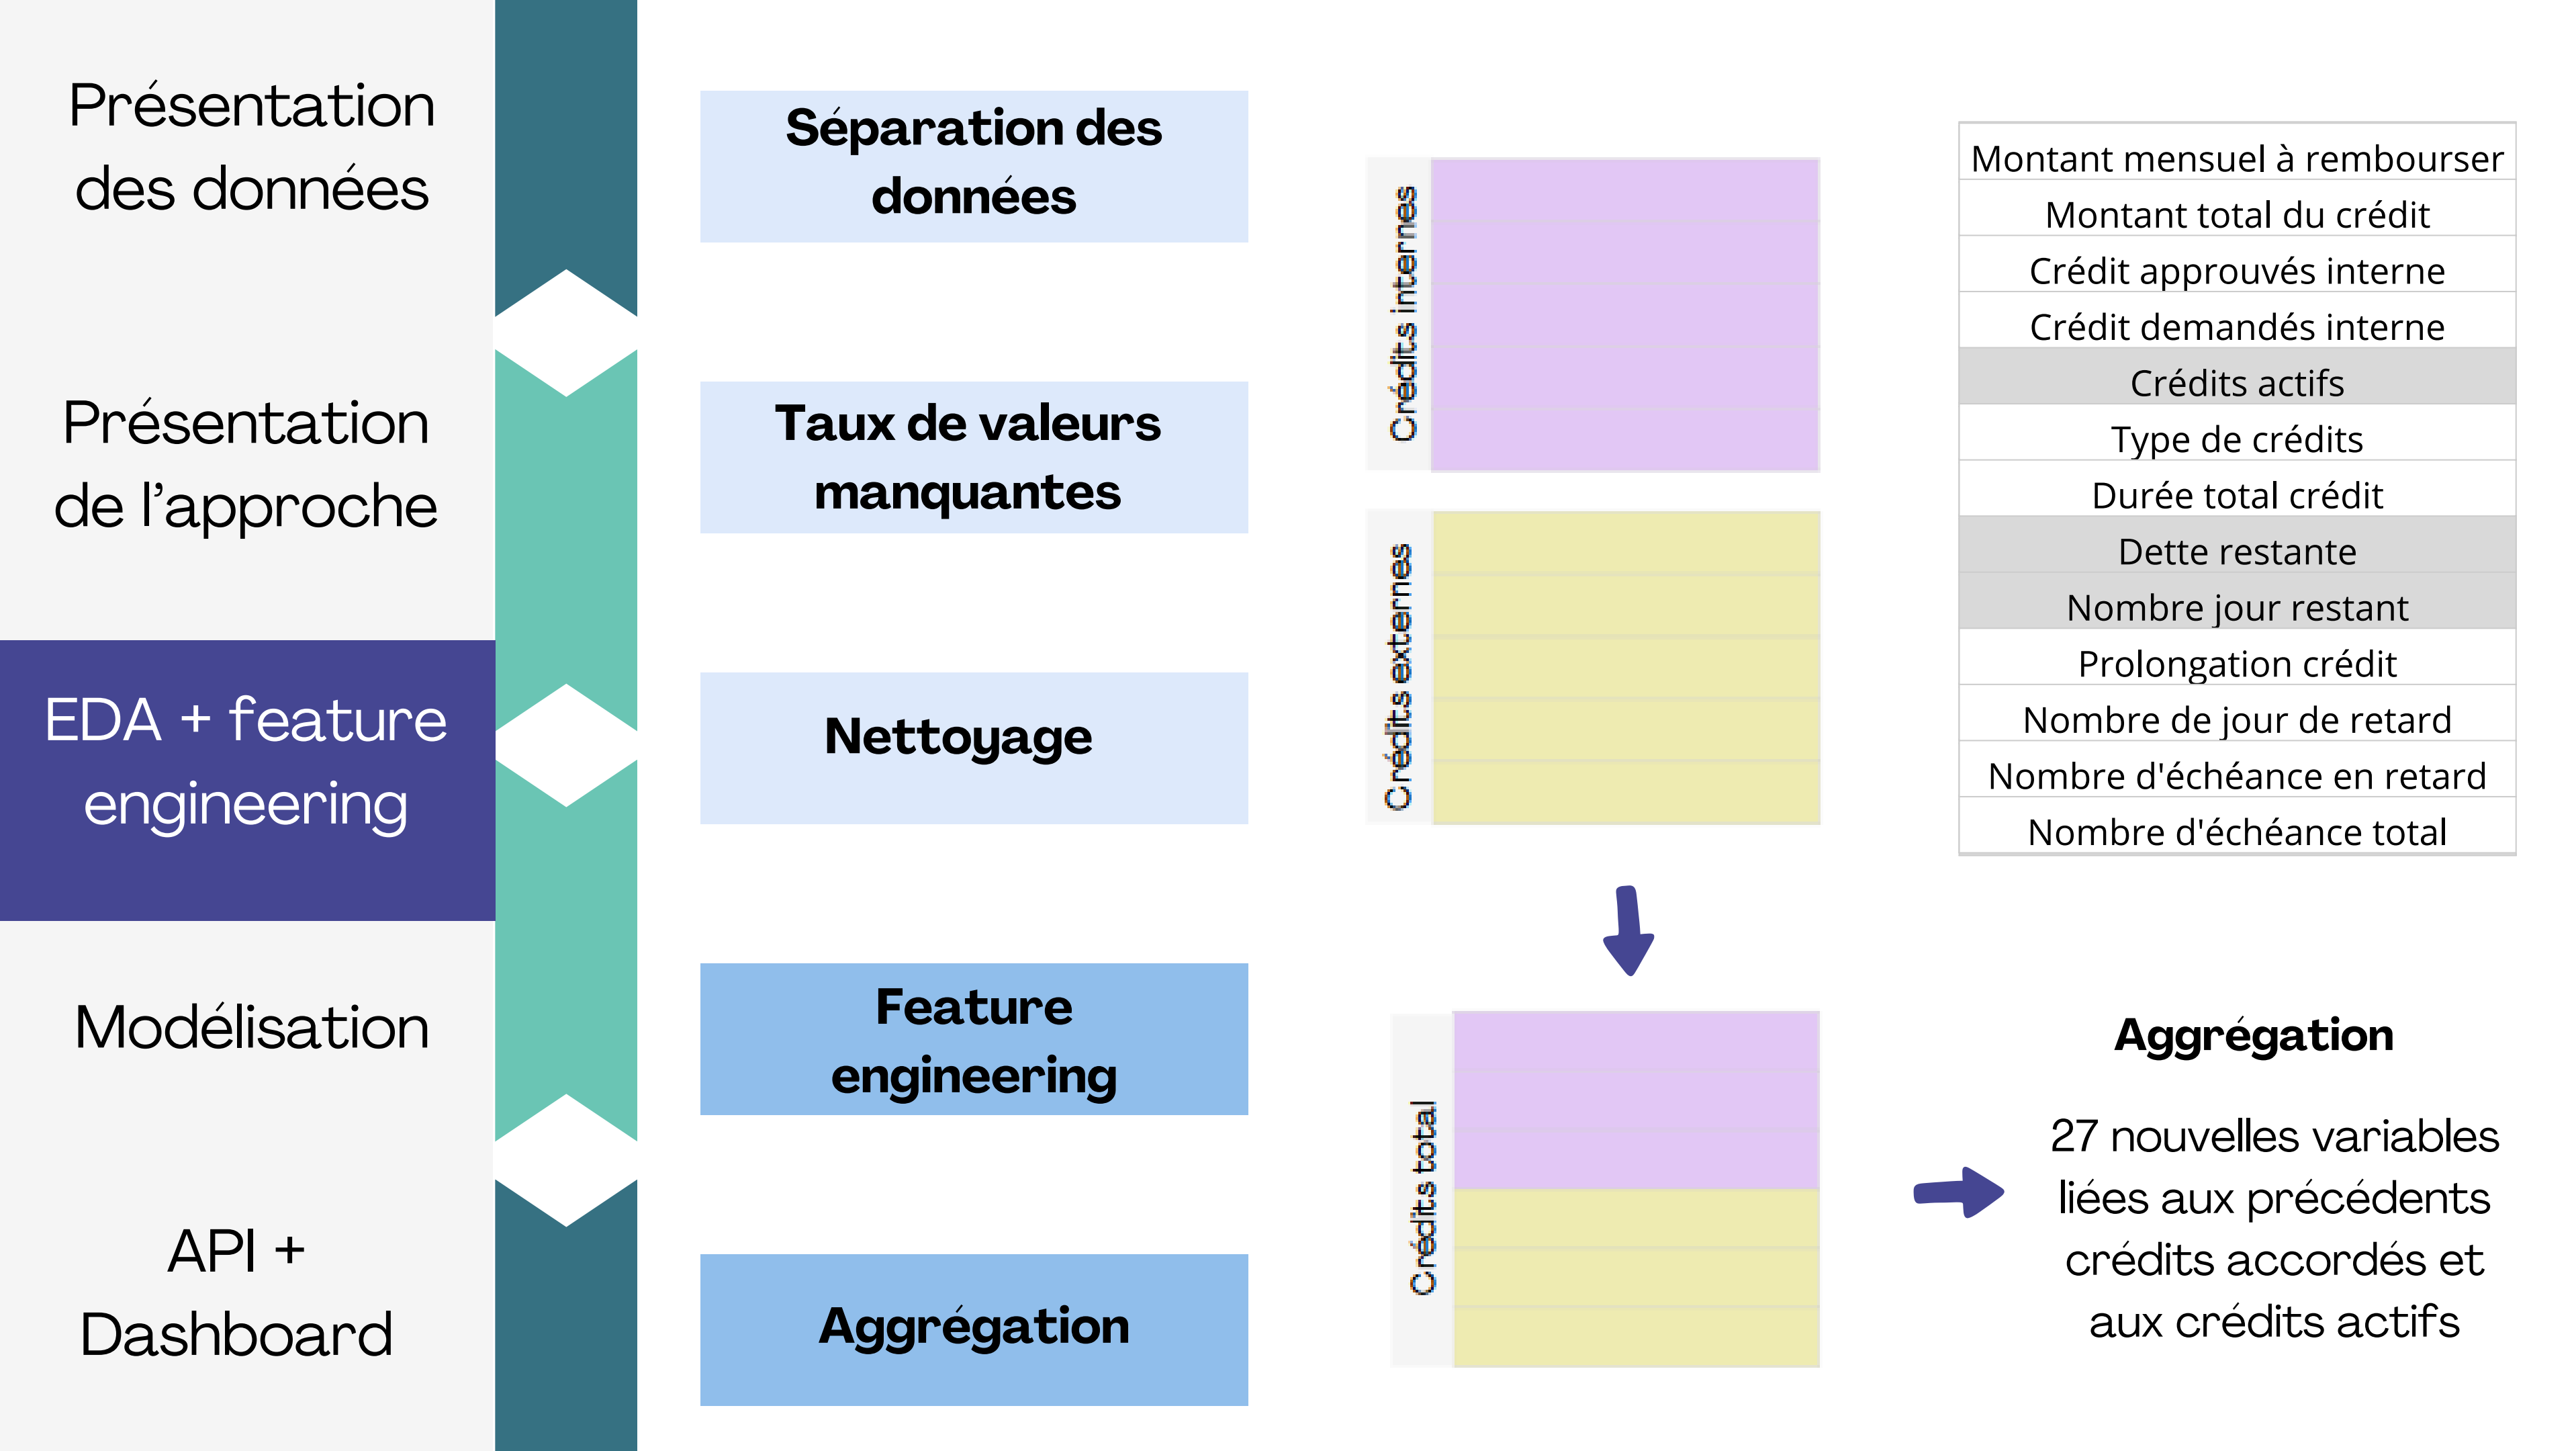 Présentation
des données
Présentation
de l’approche
EDA + feature
engineering
Modélisation
API +
Dashboard
Séparation des
données
Taux de valeurs
manquantes
Nettoyage
Feature
engineering
Aggrégation
Crédits internes
Crédits externes
Crédits total
Montant mensuel à rembourser
Montant total du crédit
Crédit approuvés interne
Crédit demandés interne
Crédits actifs
Type de crédits
Durée total crédit
Dette restante
Nombre jour restant
Prolongation crédit
Nombre de jour de retard
Nombre d'échéance en retard
Nombre d'échéance total
Aggrégation
27 nouvelles variables
liées aux précédents
crédits accordés et
aux crédits actifs